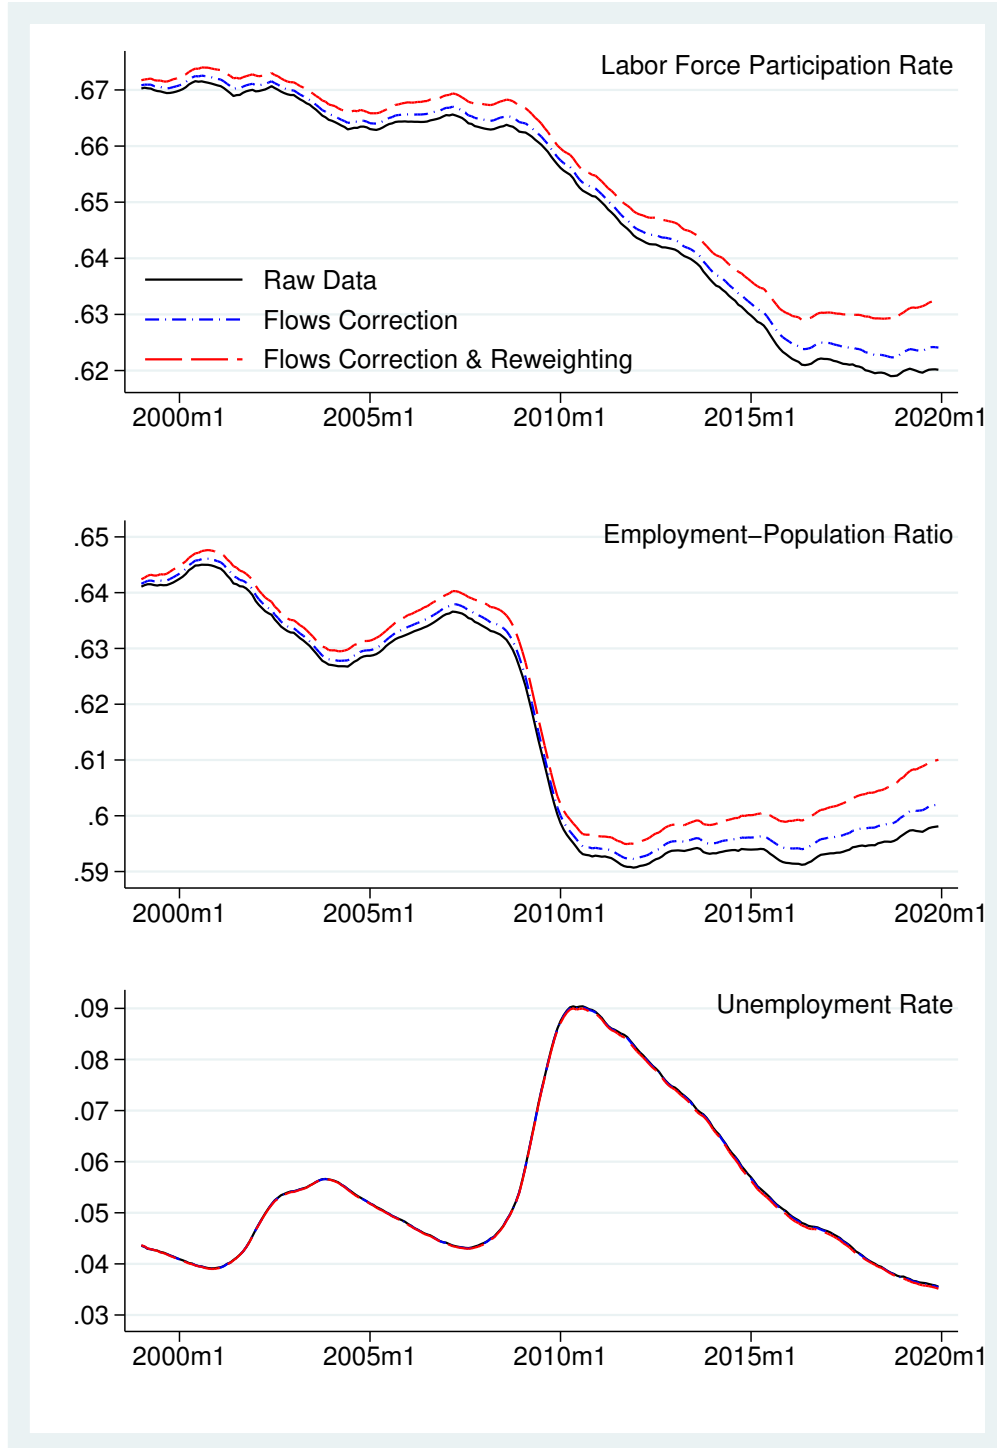 Labor Force Participation Rate
.67
.66
.65
.64
.63
.62
Raw Data
Flows Correction
Flows Correction & Reweighting
2000m1 2005m1 2010m1 2015m1 2020m1
Employment−Population Ratio
.65
.64
.63
.62
.61
.6
.59
2000m1 2005m1 2010m1 2015m1 2020m1
Unemployment Rate
.09
.08
.07
.06
.05
.04
.03
2000m1 2005m1 2010m1 2015m1 2020m1